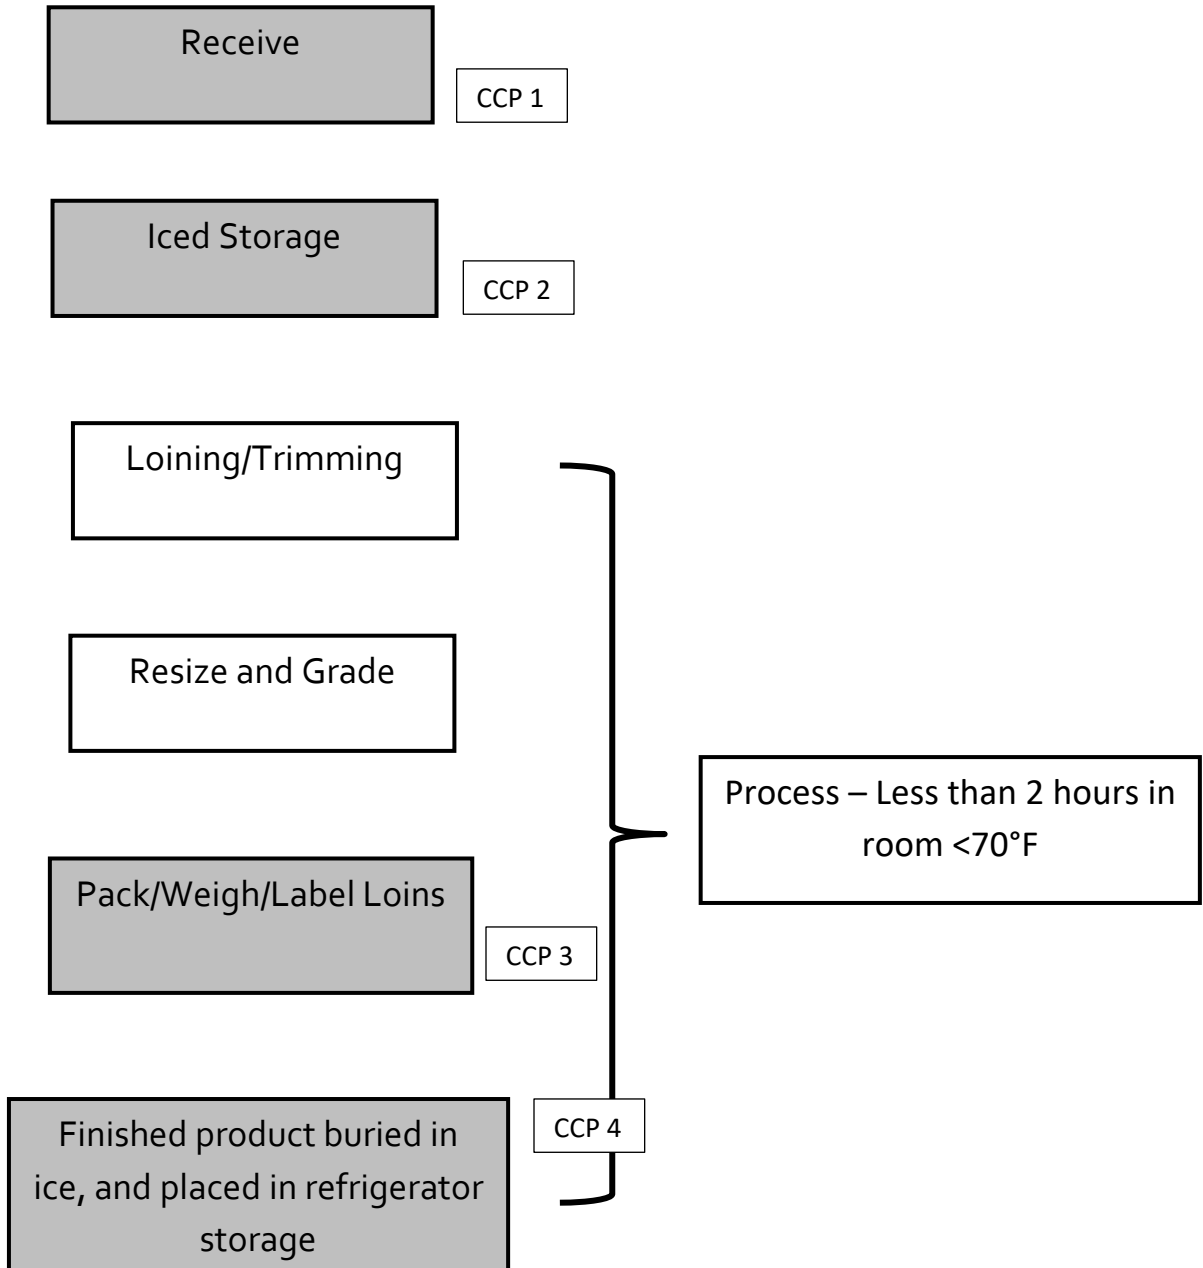 Receive
CCP 1
Iced Storage
CCP 2
Loining/Trimming
Resize and Grade
Process – Less than 2 hours in
room <70°F
Pack/Weigh/Label Loins
CCP 3
Finished product buried in
ice, and placed in refrigerator
storage
CCP 4